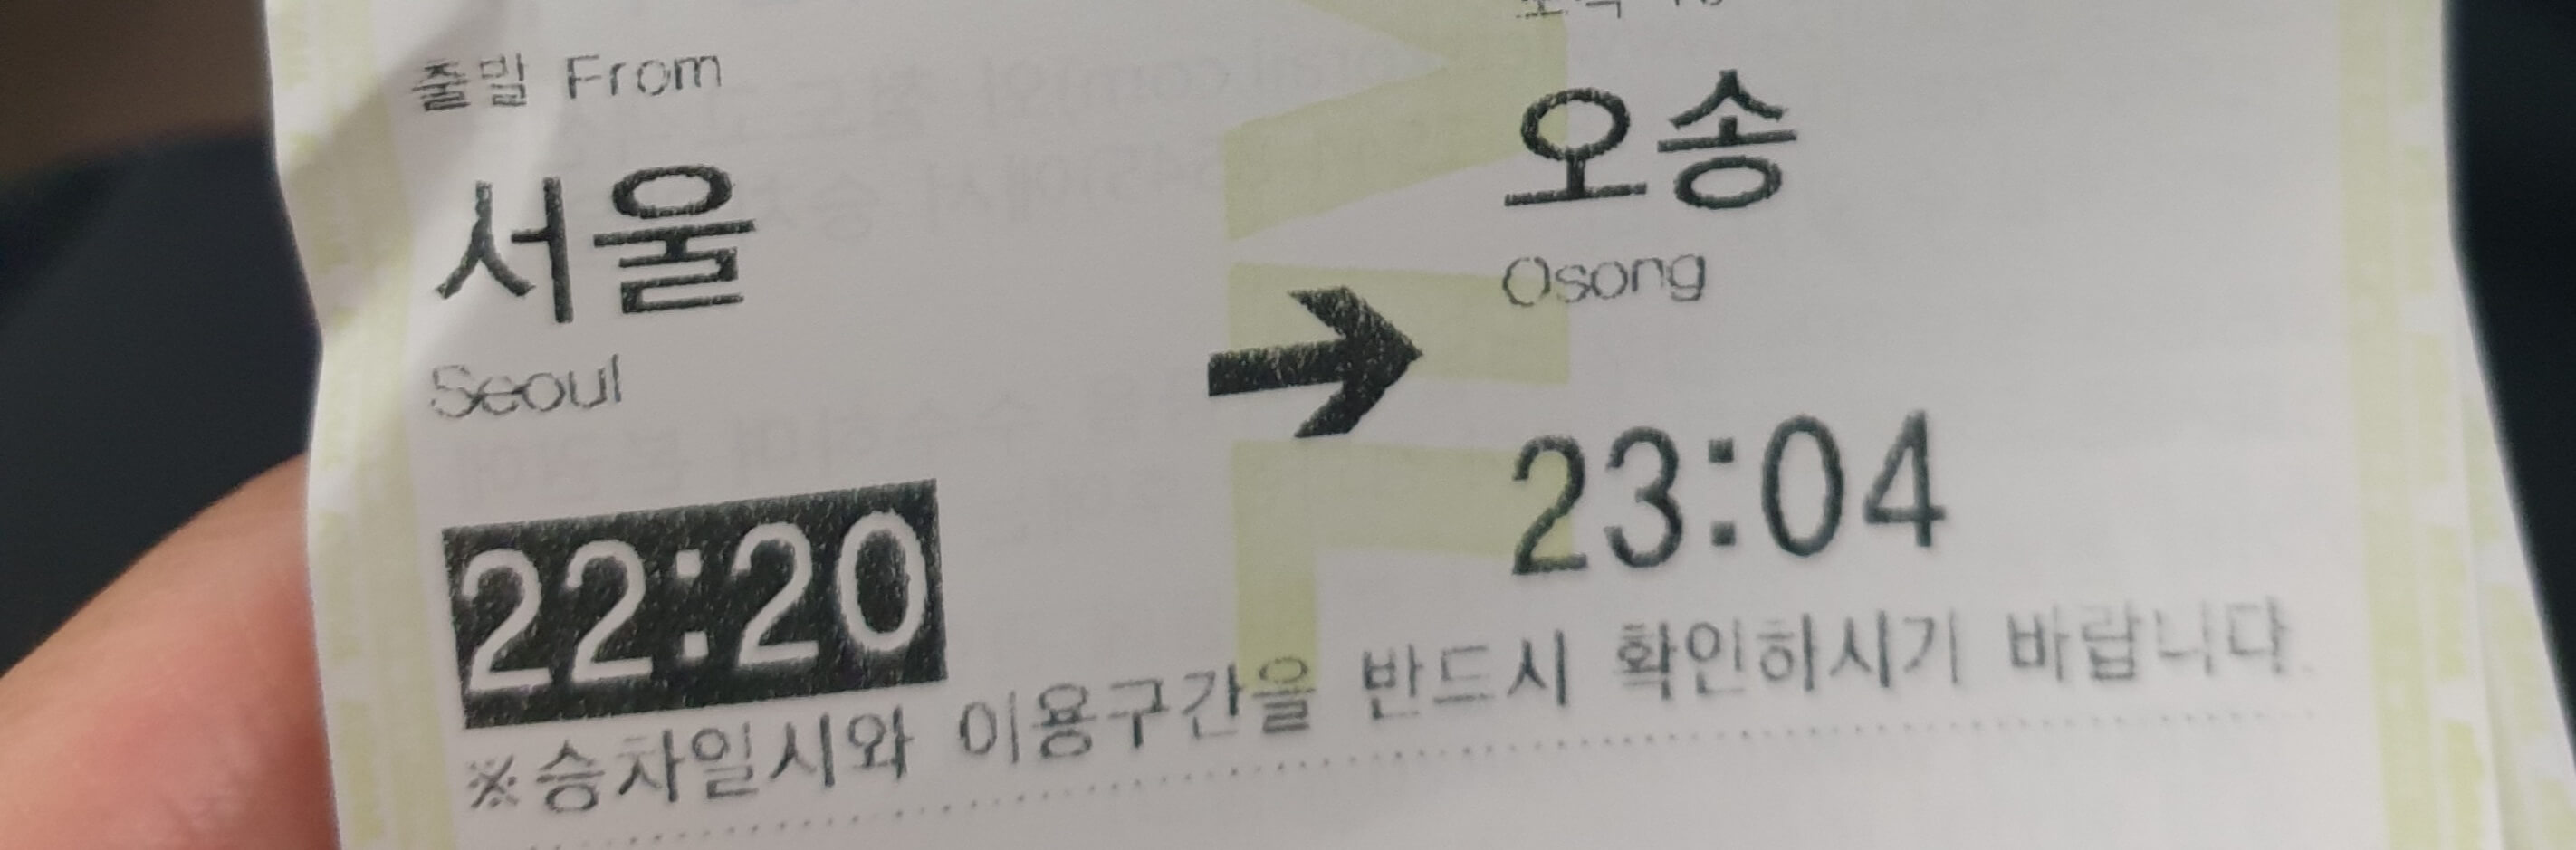 출발 From
서울
Seoul
22:20
→
오송
Osong
23:04
※승차일시와 이용구간을 반드시 확인하시기 바랍니다.